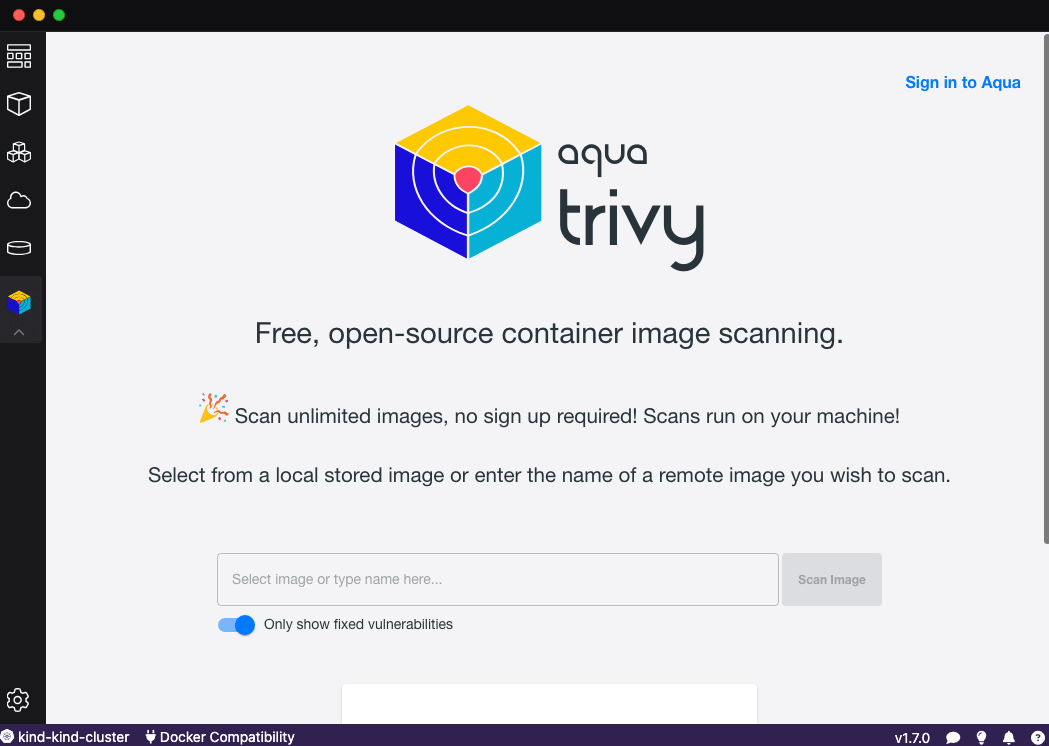 Sign in to Aqua
aqua
trivy
Free, open-source container image scanning.
Scan unlimited images, no sign up required! Scans run on your machine!
Select from a local stored image or enter the name of a remote image you wish to scan.
Select image or type name here...
Scan Image
Only show fixed vulnerabilities
kind-kind-cluster
Docker Compatibility
v1.7.0